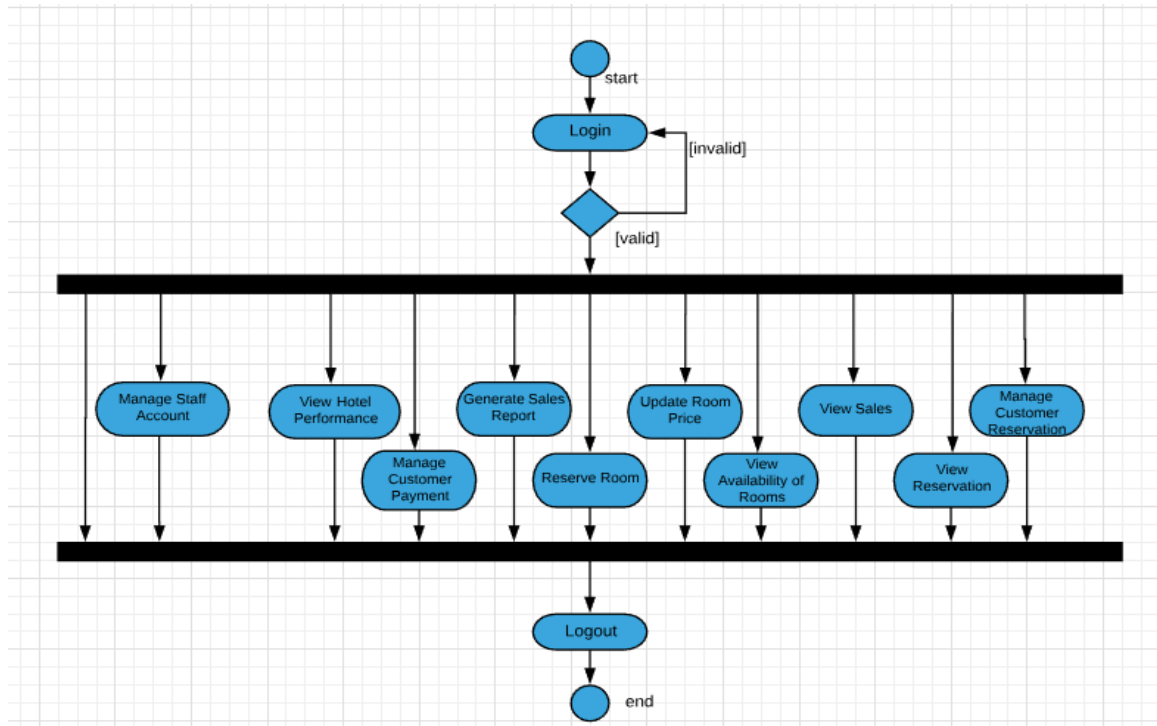 start
Login
[invalid]
[valid]
Manage Staff
Account
View Hotel
Performance
Manage
Customer
Payment
Generate Sales
Report
Reserve Room
Update Room
Price
View
Availability of
Rooms
View Sales
View
Reservation
Manage
Customer
Reservation
Logout
end